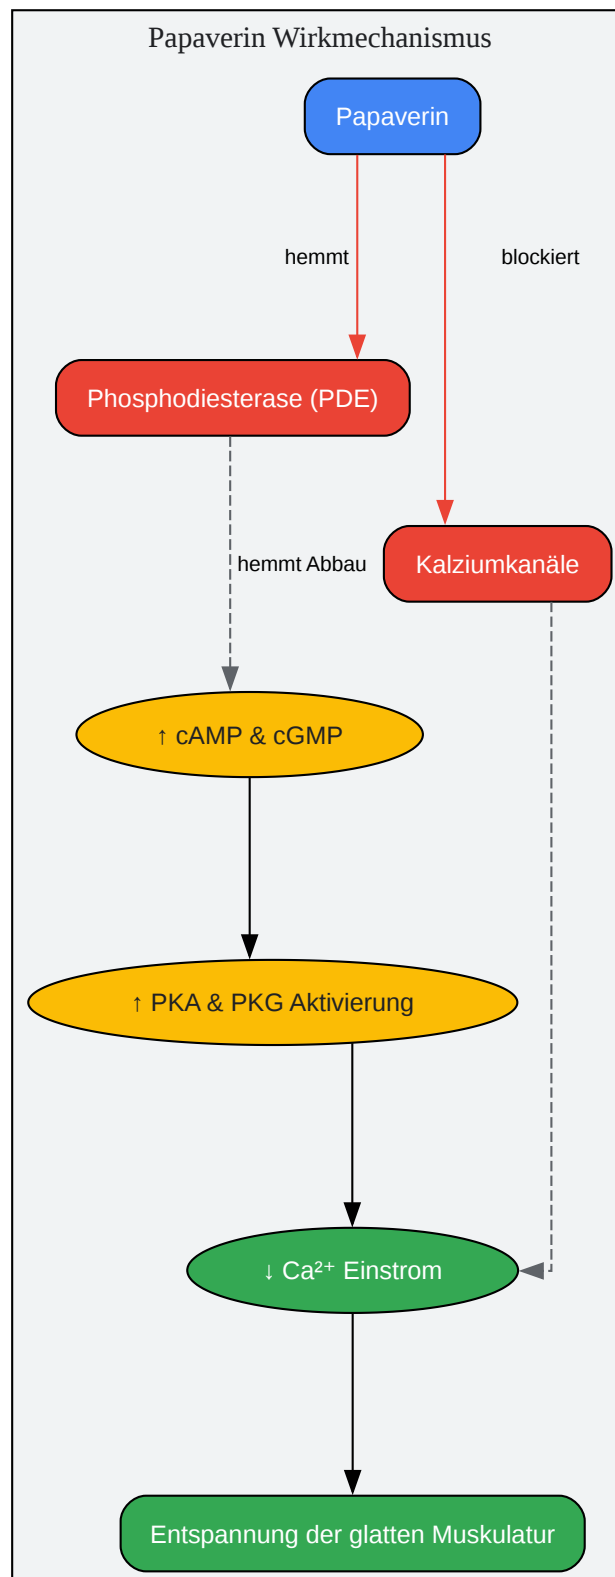 Papaverin Wirkmechanismus
Papaverin
hemmt
blockiert
Phosphodiesterase (PDE)
Kalziumkanäle
hemmt Abbau
↑ cAMP & cGMP
↑ PKA & PKG Aktivierung
↓ Ca²⁺ Einstrom
Entspannung der glatten Muskulatur